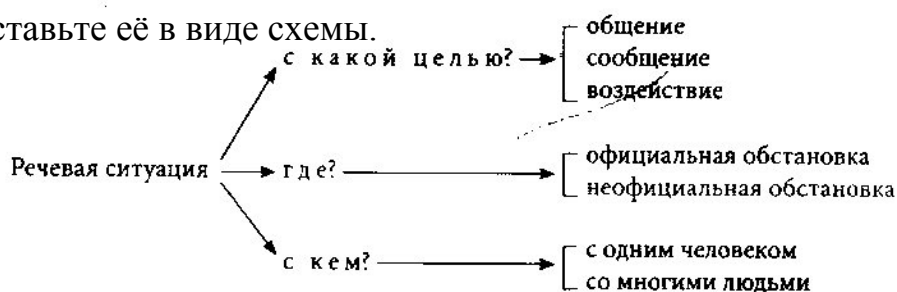 ставьте её в виде схемы.
с какой целью?
общение
сообщение
воздействие
Речевая ситуация
где?
официальная обстановка
неофициальная обстановка
с кем?
с одним человеком
со многими людьми